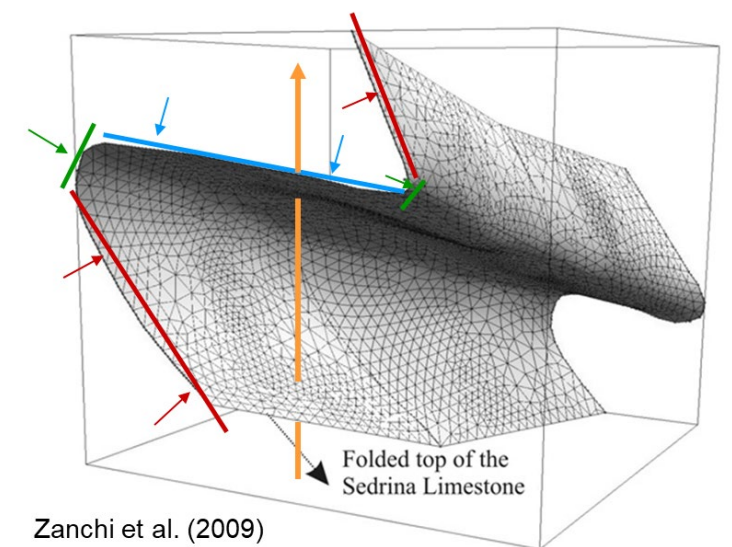 Folded top of the
Sedrina Limestone
Zanchi et al. (2009)